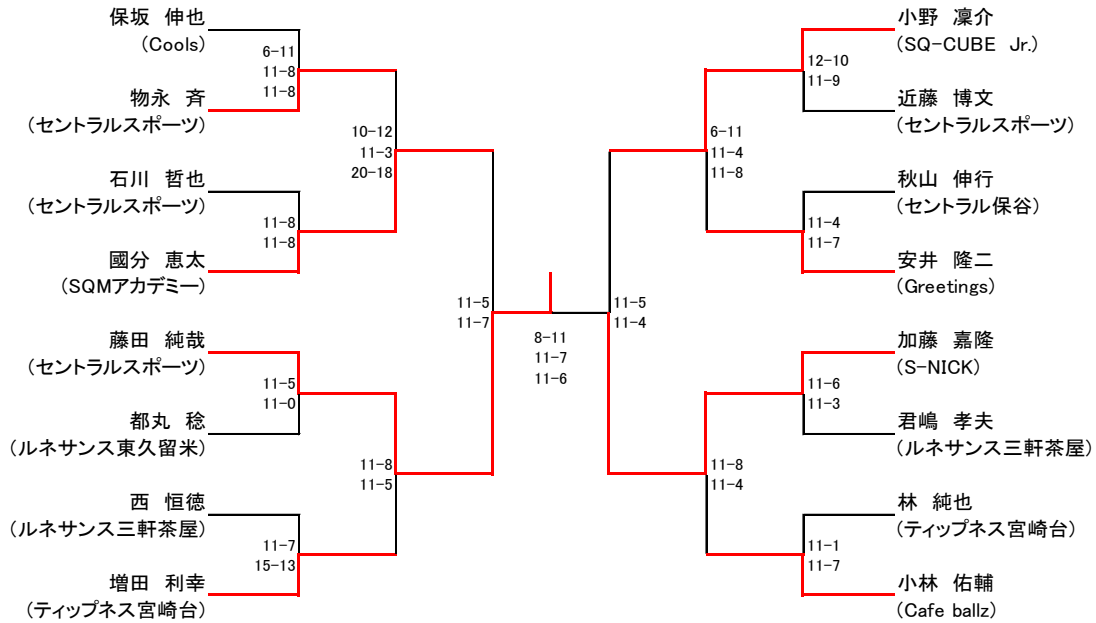 保坂 伸也
(Cools)
6-11
11-8
11-8
物永 斉
(セントラルスポーツ)
10-12
11-3
20-18
石川 哲也
(セントラルスポーツ)
11-8
11-8
國分 恵太
(SQMアカデミー)
11-5
11-7
藤田 純哉
(セントラルスポーツ)
11-5
11-0
都丸 稔
(ルネサンス東久留米)
11-8
11-5
西 恒徳
(ルネサンス三軒茶屋)
11-7
15-13
増田 利幸
(ティップネス宮崎台)
8-11
11-7
11-6
小野 凜介
(SQ-CUBE Jr.)
12-10
11-9
近藤 博文
(セントラルスポーツ)
6-11
11-4
11-8
秋山 伸行
(セントラル保谷)
11-4
11-7
安井 隆二
(Greetings)
11-5
11-4
加藤 嘉隆
(S-NICK)
11-6
11-3
君嶋 孝夫
(ルネサンス三軒茶屋)
11-8
11-4
林 純也
(ティップネス宮崎台)
11-1
11-7
小林 佑輔
(Cafe ballz)